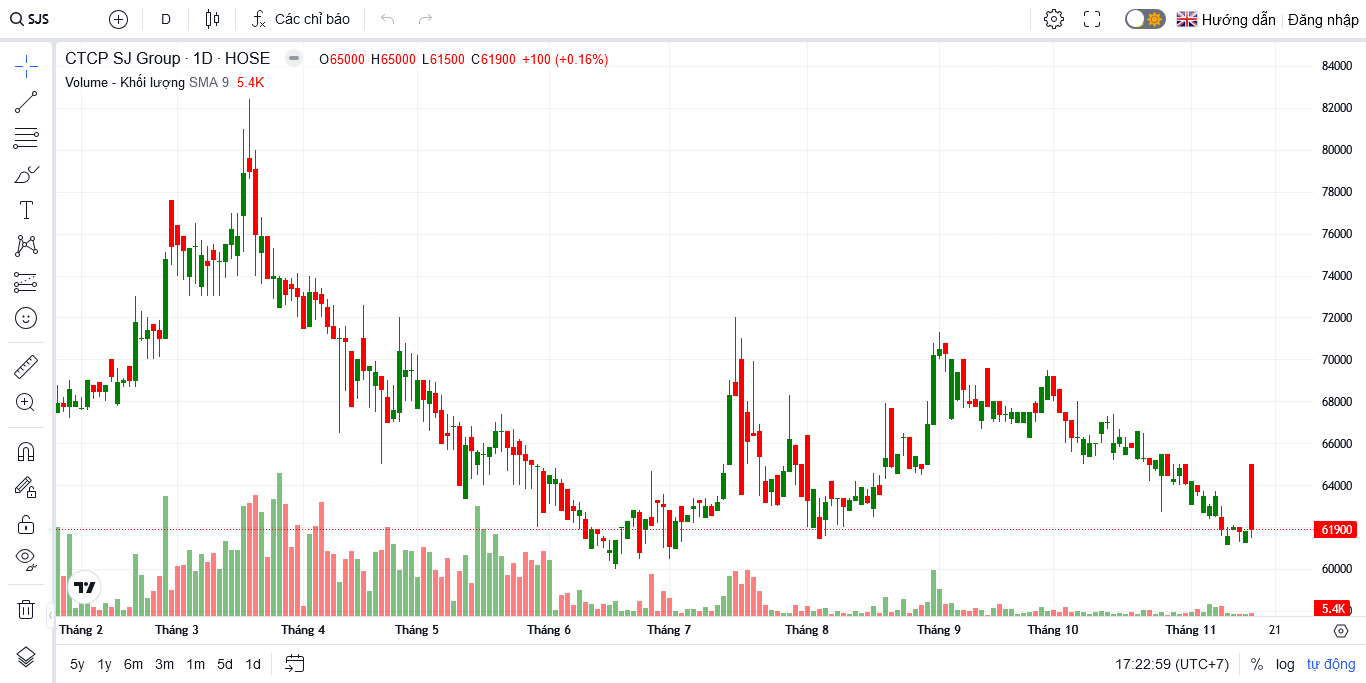 SJS D Các chỉ báo Hướng dẫn Đăng nhập
CTCP SJ Group · 1D · HOSE O65000 H65000 L61500 C61900 +100 (+0.16%)
Volume - Khối lượng SMA 9 5.4K
84000
82000
80000
78000
76000
74000
72000
70000
68000
66000
64000
61900
60000
5.4K
Tháng 2 Tháng 3 Tháng 4 Tháng 5 Tháng 6 Tháng 7 Tháng 8 Tháng 9 Tháng 10 Tháng 11 21
5y 1y 6m 3m 1m 5d 1d 17:22:59 (UTC+7) % log tự động